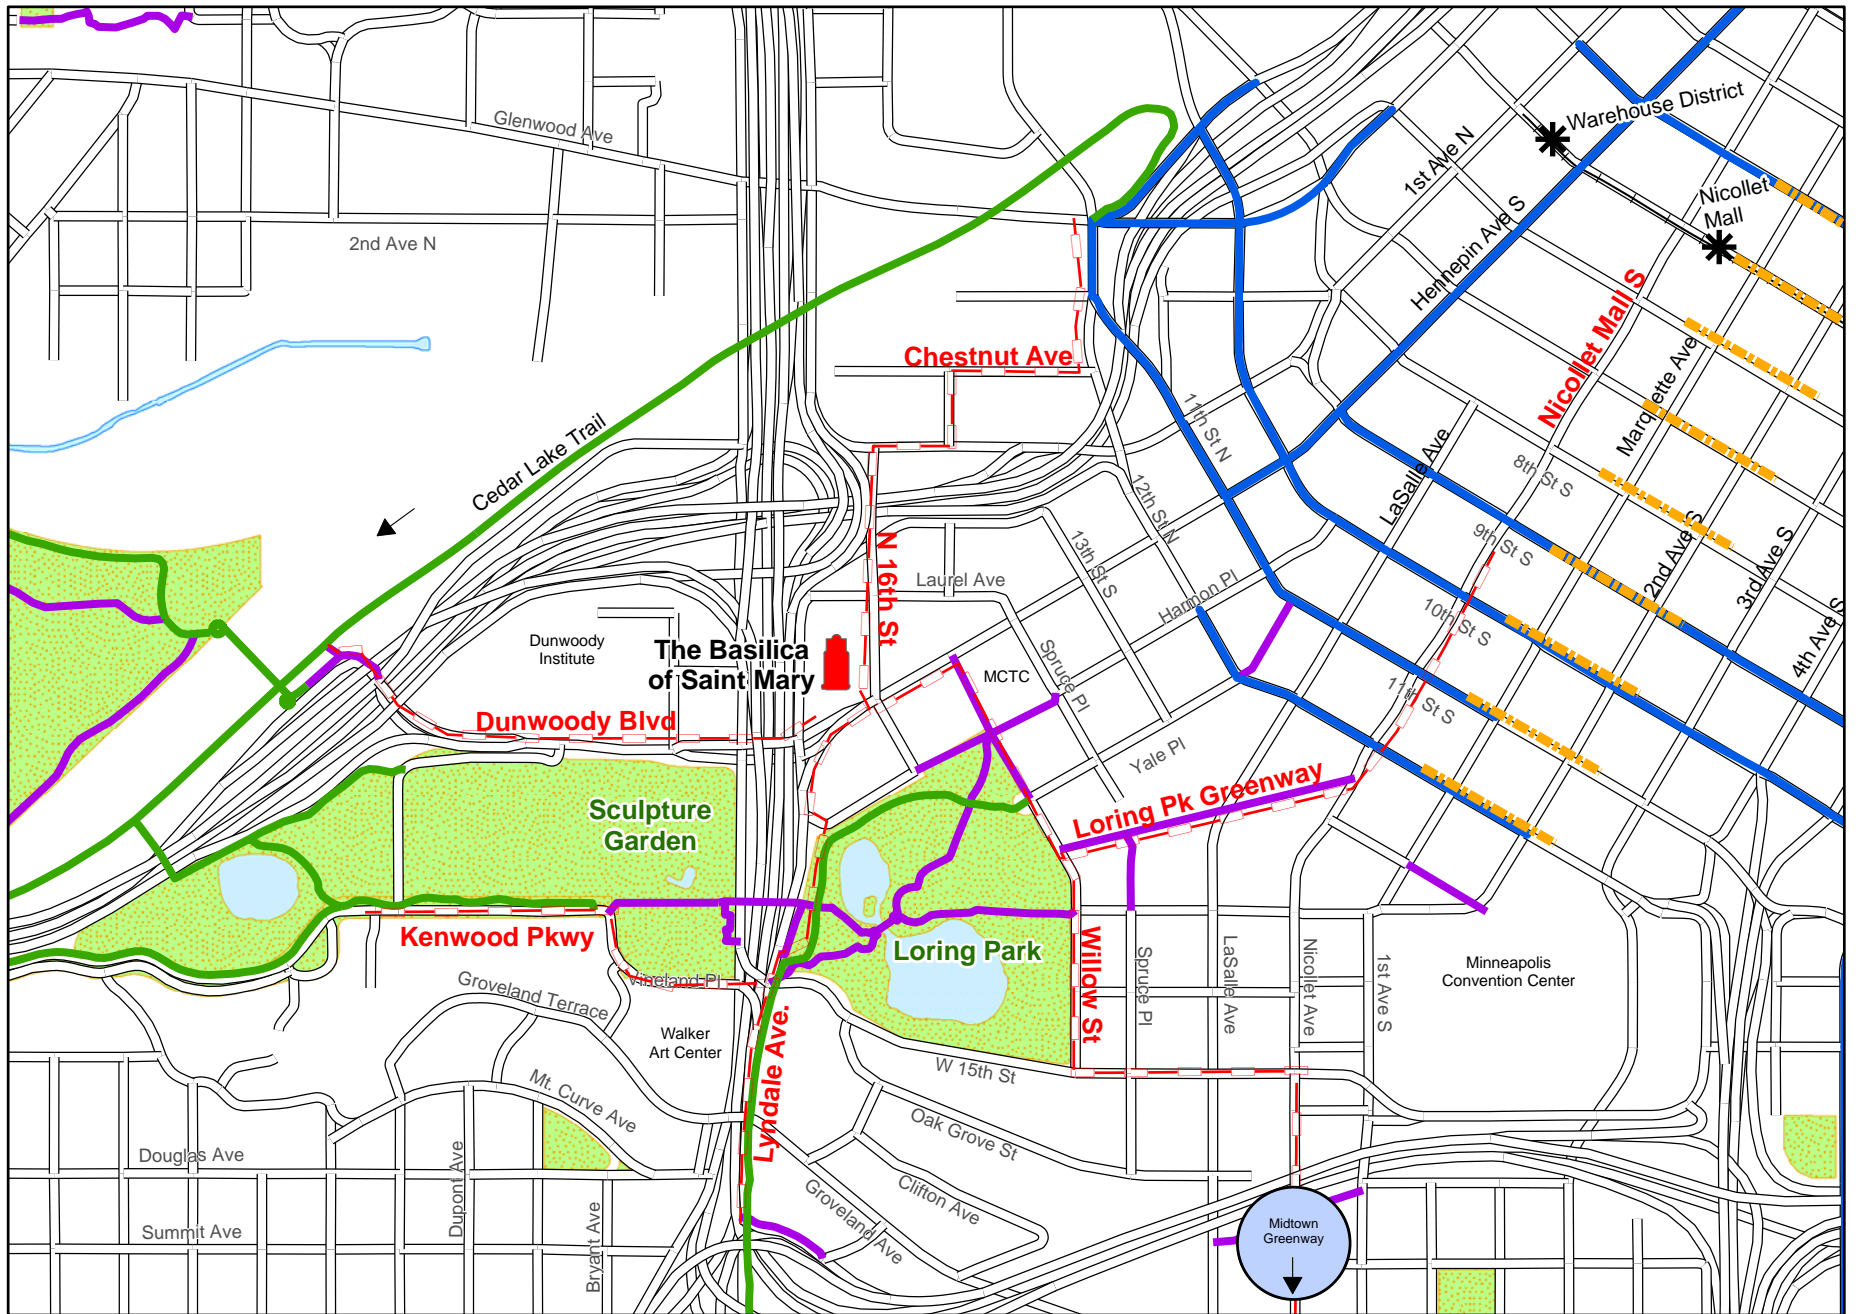 Glenwood Ave
2nd Ave N
Warehouse District
1st Ave N
Nicollet
Mall
Hennepin Ave S
Nicollet Mall S
Marquette Ave
Chestnut Ave
Cedar Lake Trail
11th St N
LaSalle Ave
8th St S
12th St N
9th St S
2nd Ave S
3rd Ave S
4th Ave S
N 16th St
Laurel Ave
13th St S
Harmon Pl
10th St S
11th St S
Dunwoody
Institute
The Basilica
of Saint Mary
MCTC
Spruce Pl
Dunwoody Blvd
Yale Pl
Loring Pk Greenway
Sculpture
Garden
Kenwood Pkwy
Loring Park
Willow St
Spruce Pl
LaSalle Ave
Nicollet Ave
1st Ave S
Minneapolis
Convention Center
Vineland Pl
Groveland Terrace
Walker
Art Center
Lyndale Ave.
W 15th St
Mt. Curve Ave
Oak Grove St
Douglas Ave
Dupont Ave
Clifton Ave
Groveland Ave
Summit Ave
Bryant Ave
Midtown
Greenway